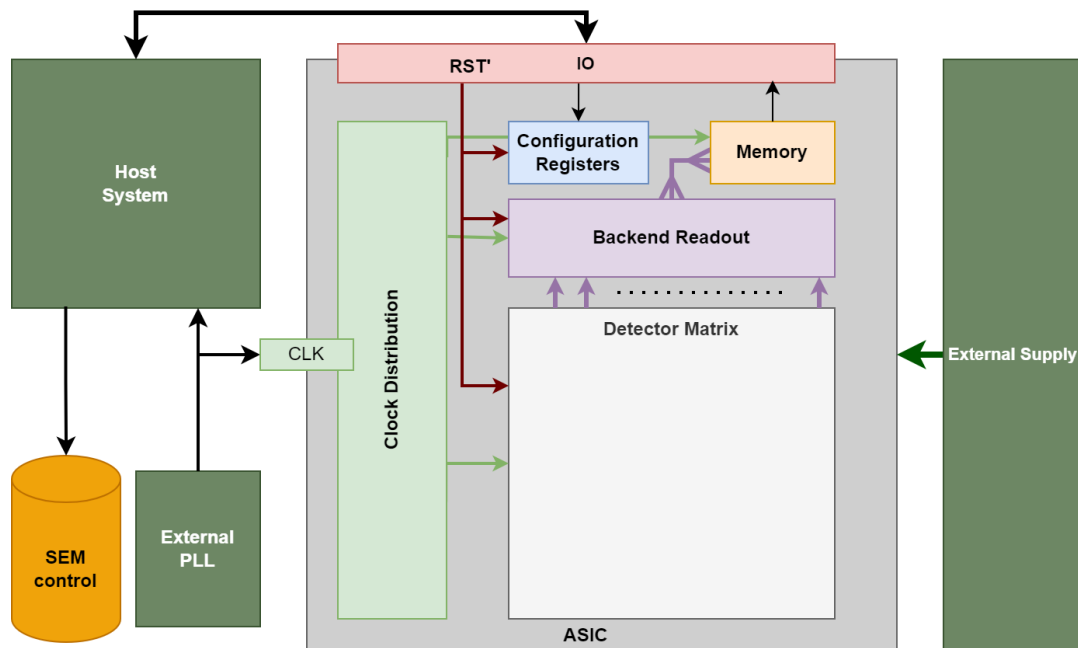 RST'
IO
Host
System
Configuration
Registers
Memory
Backend Readout
Detector Matrix
CLK
Clock Distribution
External Supply
SEM
control
External
PLL
ASIC